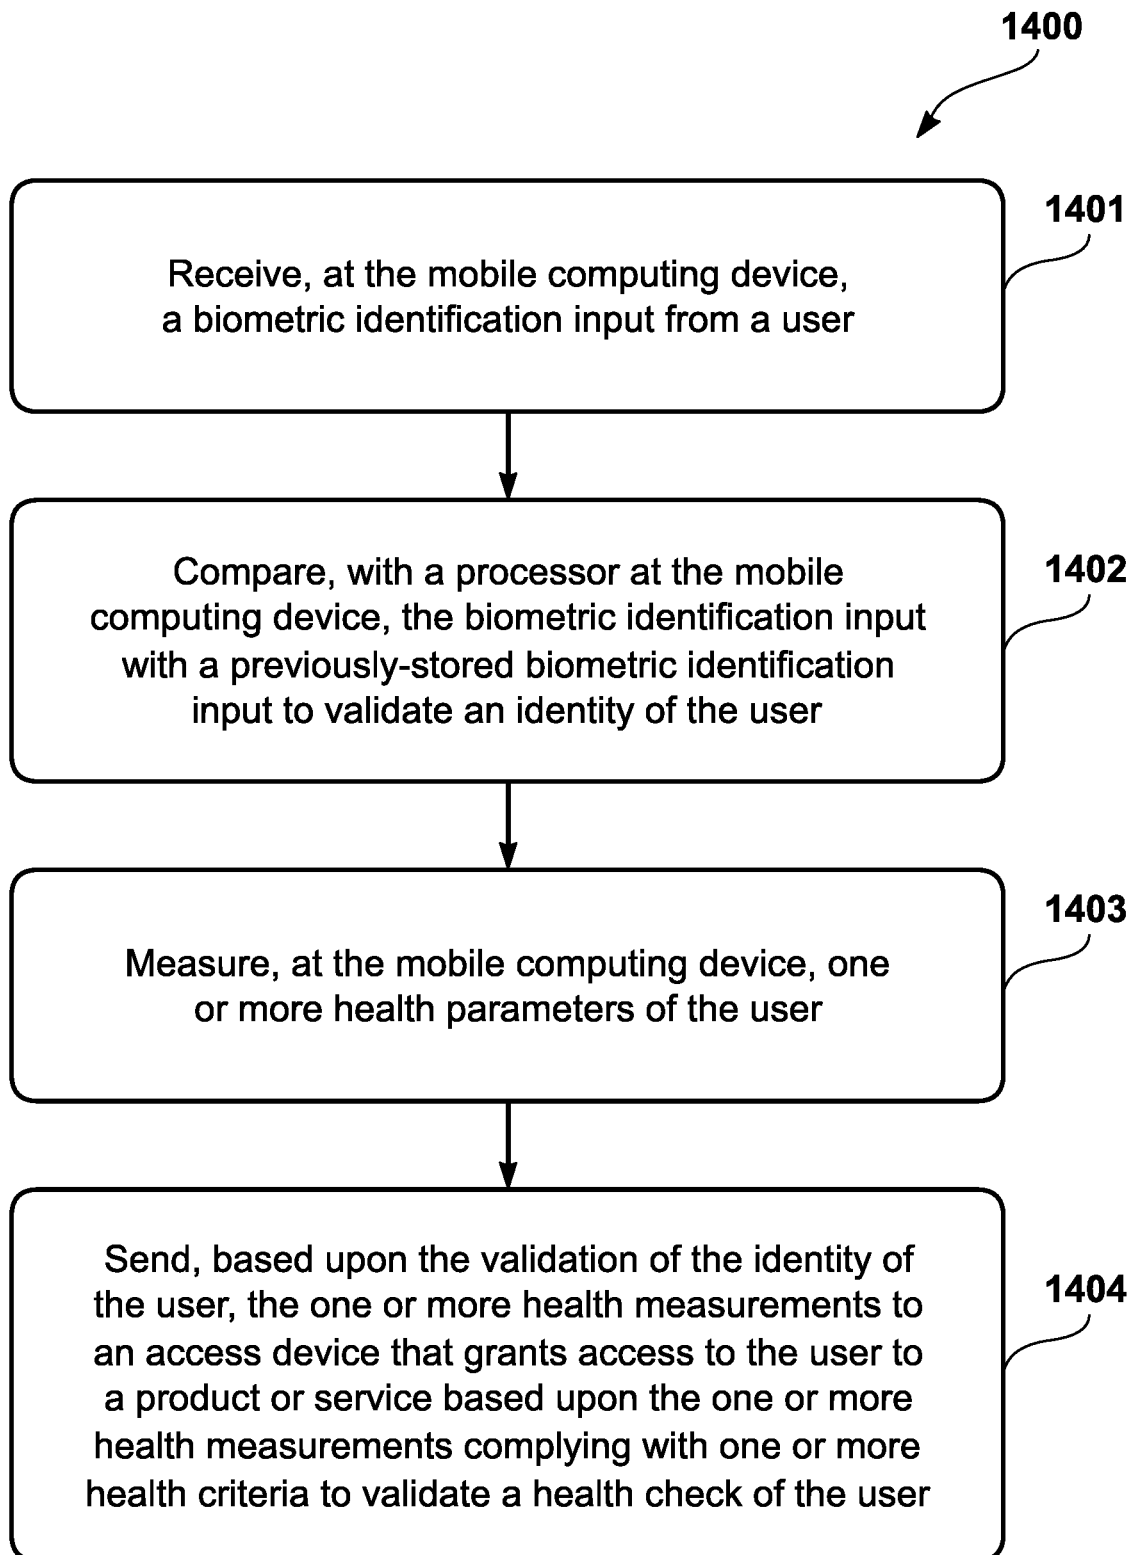 1400
1401
Receive, at the mobile computing device,
a biometric identification input from a user
1402
Compare, with a processor at the mobile
computing device, the biometric identification input
with a previously-stored biometric identification
input to validate an identity of the user
1403
Measure, at the mobile computing device, one
or more health parameters of the user
1404
Send, based upon the validation of the identity of
the user, the one or more health measurements to
an access device that grants access to the user to
a product or service based upon the one or more
health measurements complying with one or more
health criteria to validate a health check of the user